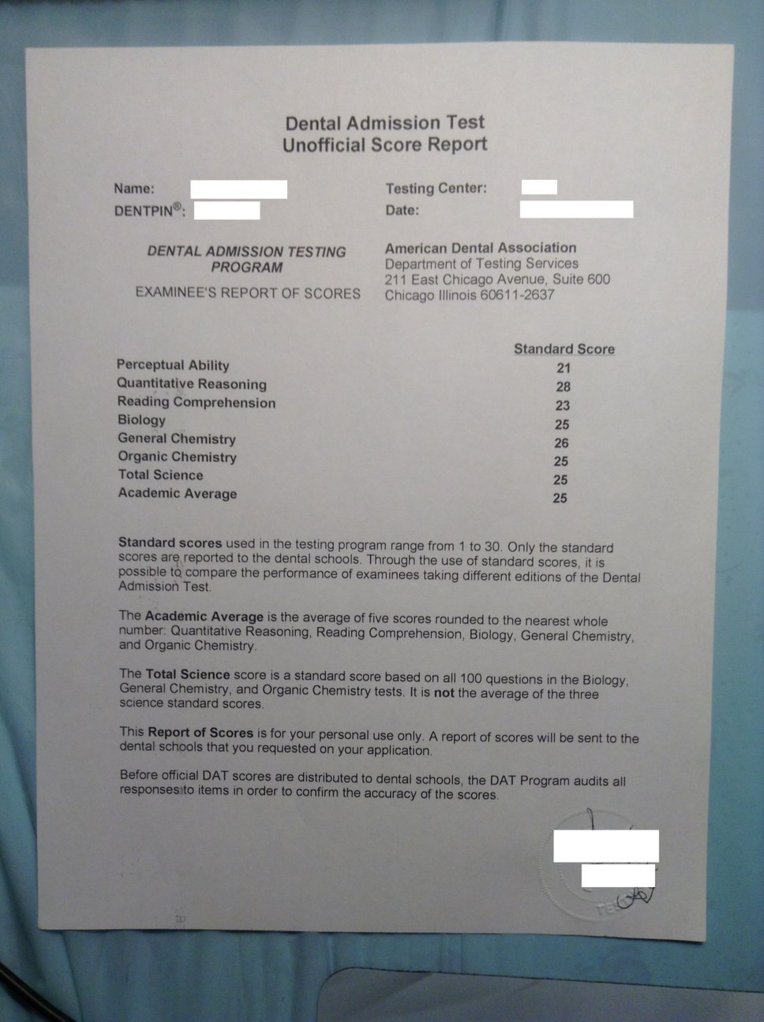 Dental Admission Test
Unofficial Score Report
Name:
Testing Center:
DENTPIN®:
Date:
DENTAL ADMISSION TESTING
PROGRAM
EXAMINEE'S REPORT OF SCORES
American Dental Association
Department of Testing Services
211 East Chicago Avenue, Suite 600
Chicago Illinois 60611-2637
Standard Score
Perceptual Ability 21
Quantitative Reasoning 28
Reading Comprehension 23
Biology 25
General Chemistry 26
Organic Chemistry 25
Total Science 25
Academic Average 25
Standard scores used in the testing program range from 1 to 30. Only the standard
scores are reported to the dental schools. Through the use of standard scores, it is
possible to compare the performance of examinees taking different editions of the Dental
Admission Test.
The Academic Average is the average of five scores rounded to the nearest whole
number: Quantitative Reasoning, Reading Comprehension, Biology, General Chemistry,
and Organic Chemistry.
The Total Science score is a standard score based on all 100 questions in the Biology,
General Chemistry, and Organic Chemistry tests. It is not the average of the three
science standard scores.
This Report of Scores is for your personal use only. A report of scores will be sent to the
dental schools that you requested on your application.
Before official DAT scores are distributed to dental schools, the DAT Program audits all
responses to items in order to confirm the accuracy of the scores.